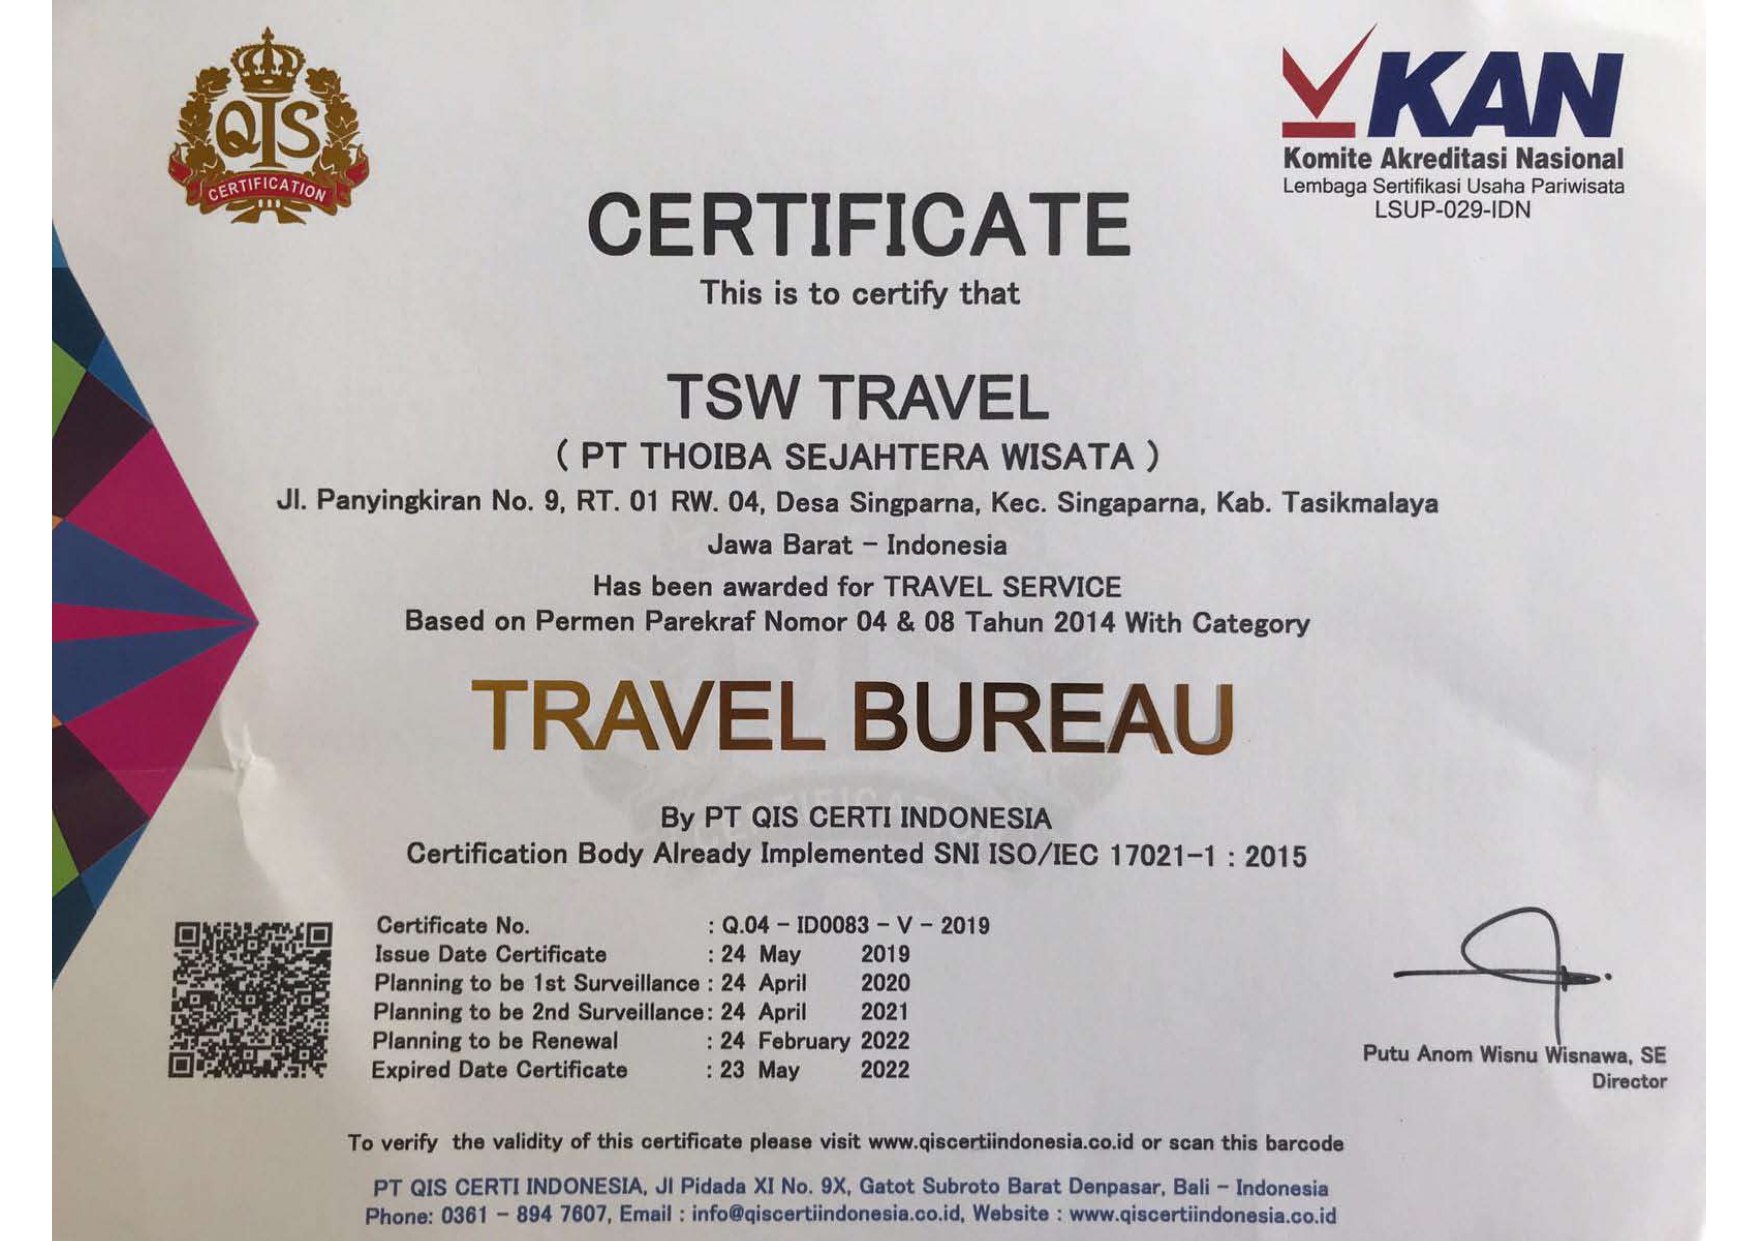 QIS
CERTIFICATION
KAN
Komite Akreditasi Nasional
Lembaga Sertifikasi Usaha Pariwisata
LSUP-029-IDN
CERTIFICATE
This is to certify that
TSW TRAVEL
( PT THOIBA SEJAHTERA WISATA )
Jl. Panyingkiran No. 9, RT. 01 RW. 04, Desa Singparna, Kec. Singaparna, Kab. Tasikmalaya
Jawa Barat - Indonesia
Has been awarded for TRAVEL SERVICE
Based on Permen Parekraf Nomor 04 & 08 Tahun 2014 With Category
TRAVEL BUREAU
By PT QIS CERTI INDONESIA
Certification Body Already Implemented SNI ISO/IEC 17021-1 : 2015
Certificate No. : Q.04 - ID0083 - V - 2019
Issue Date Certificate : 24 May 2019
Planning to be 1st Surveillance : 24 April 2020
Planning to be 2nd Surveillance: 24 April 2021
Planning to be Renewal : 24 February 2022
Expired Date Certificate : 23 May 2022
Putu Anom Wisnu Wisnawa, SE
Director
To verify the validity of this certificate please visit www.qiscertiindonesia.co.id or scan this barcode
PT QIS CERTI INDONESIA, Jl Pidada XI No. 9X, Gatot Subroto Barat Denpasar, Bali - Indonesia
Phone: 0361 - 894 7607, Email : info@qiscertiindonesia.co.id, Website : www.qiscertiindonesia.co.id